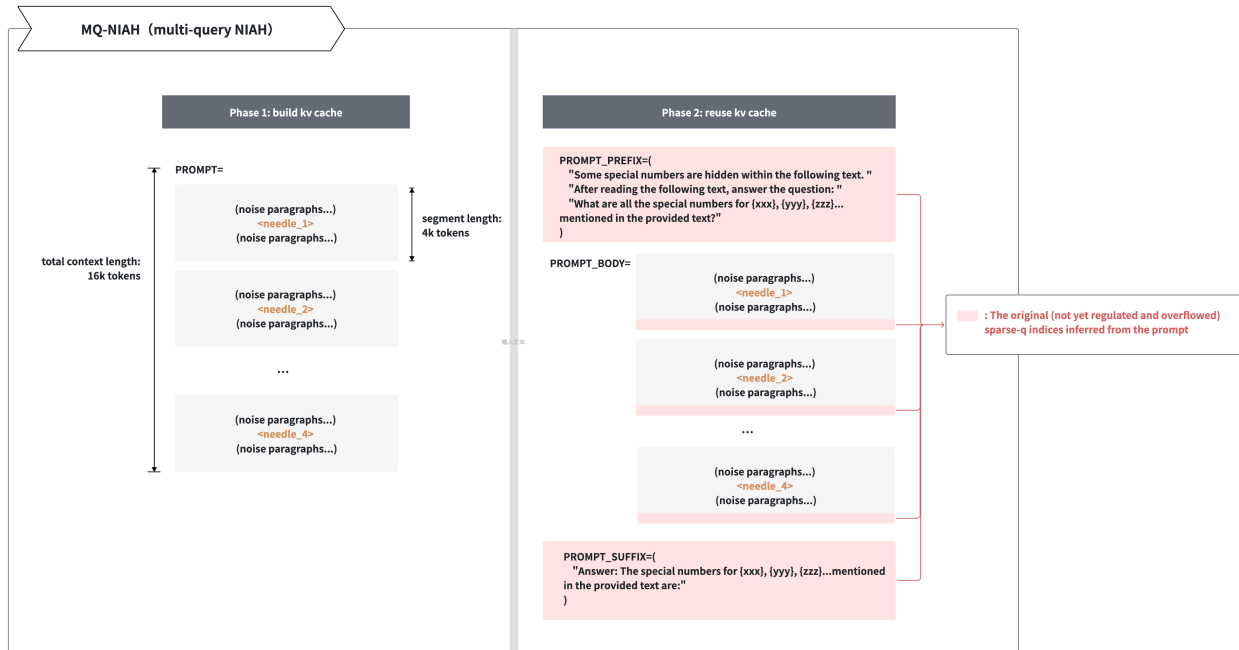 MQ-NIAH（multi-query NIAH）
Phase 1: build kv cache
PROMPT=
(noise paragraphs...)
<needle_1>
(noise paragraphs...)
segment length:
4k tokens
total context length:
16k tokens
(noise paragraphs...)
<needle_2>
(noise paragraphs...)
...
(noise paragraphs...)
<needle_4>
(noise paragraphs...)
输入文本
Phase 2: reuse kv cache
PROMPT_PREFIX=(
"Some special numbers are hidden within the following text. "
"After reading the following text, answer the question: "
"What are all the special numbers for {xxx}, {yyy}, {zzz}...
mentioned in the provided text?"
)
PROMPT_BODY=
(noise paragraphs...)
<needle_1>
(noise paragraphs...)
(noise paragraphs...)
<needle_2>
(noise paragraphs...)
...
(noise paragraphs...)
<needle_4>
(noise paragraphs...)
PROMPT_SUFFIX=(
"Answer: The special numbers for {xxx}, {yyy}, {zzz}...mentioned
in the provided text are:"
)
: The original (not yet regulated and overflowed)
sparse-q indices inferred from the prompt